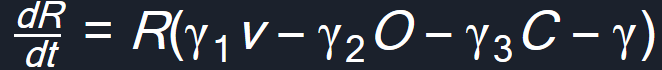 dR/dt = R(γ₁v − γ₂O − γ₃C − γ)